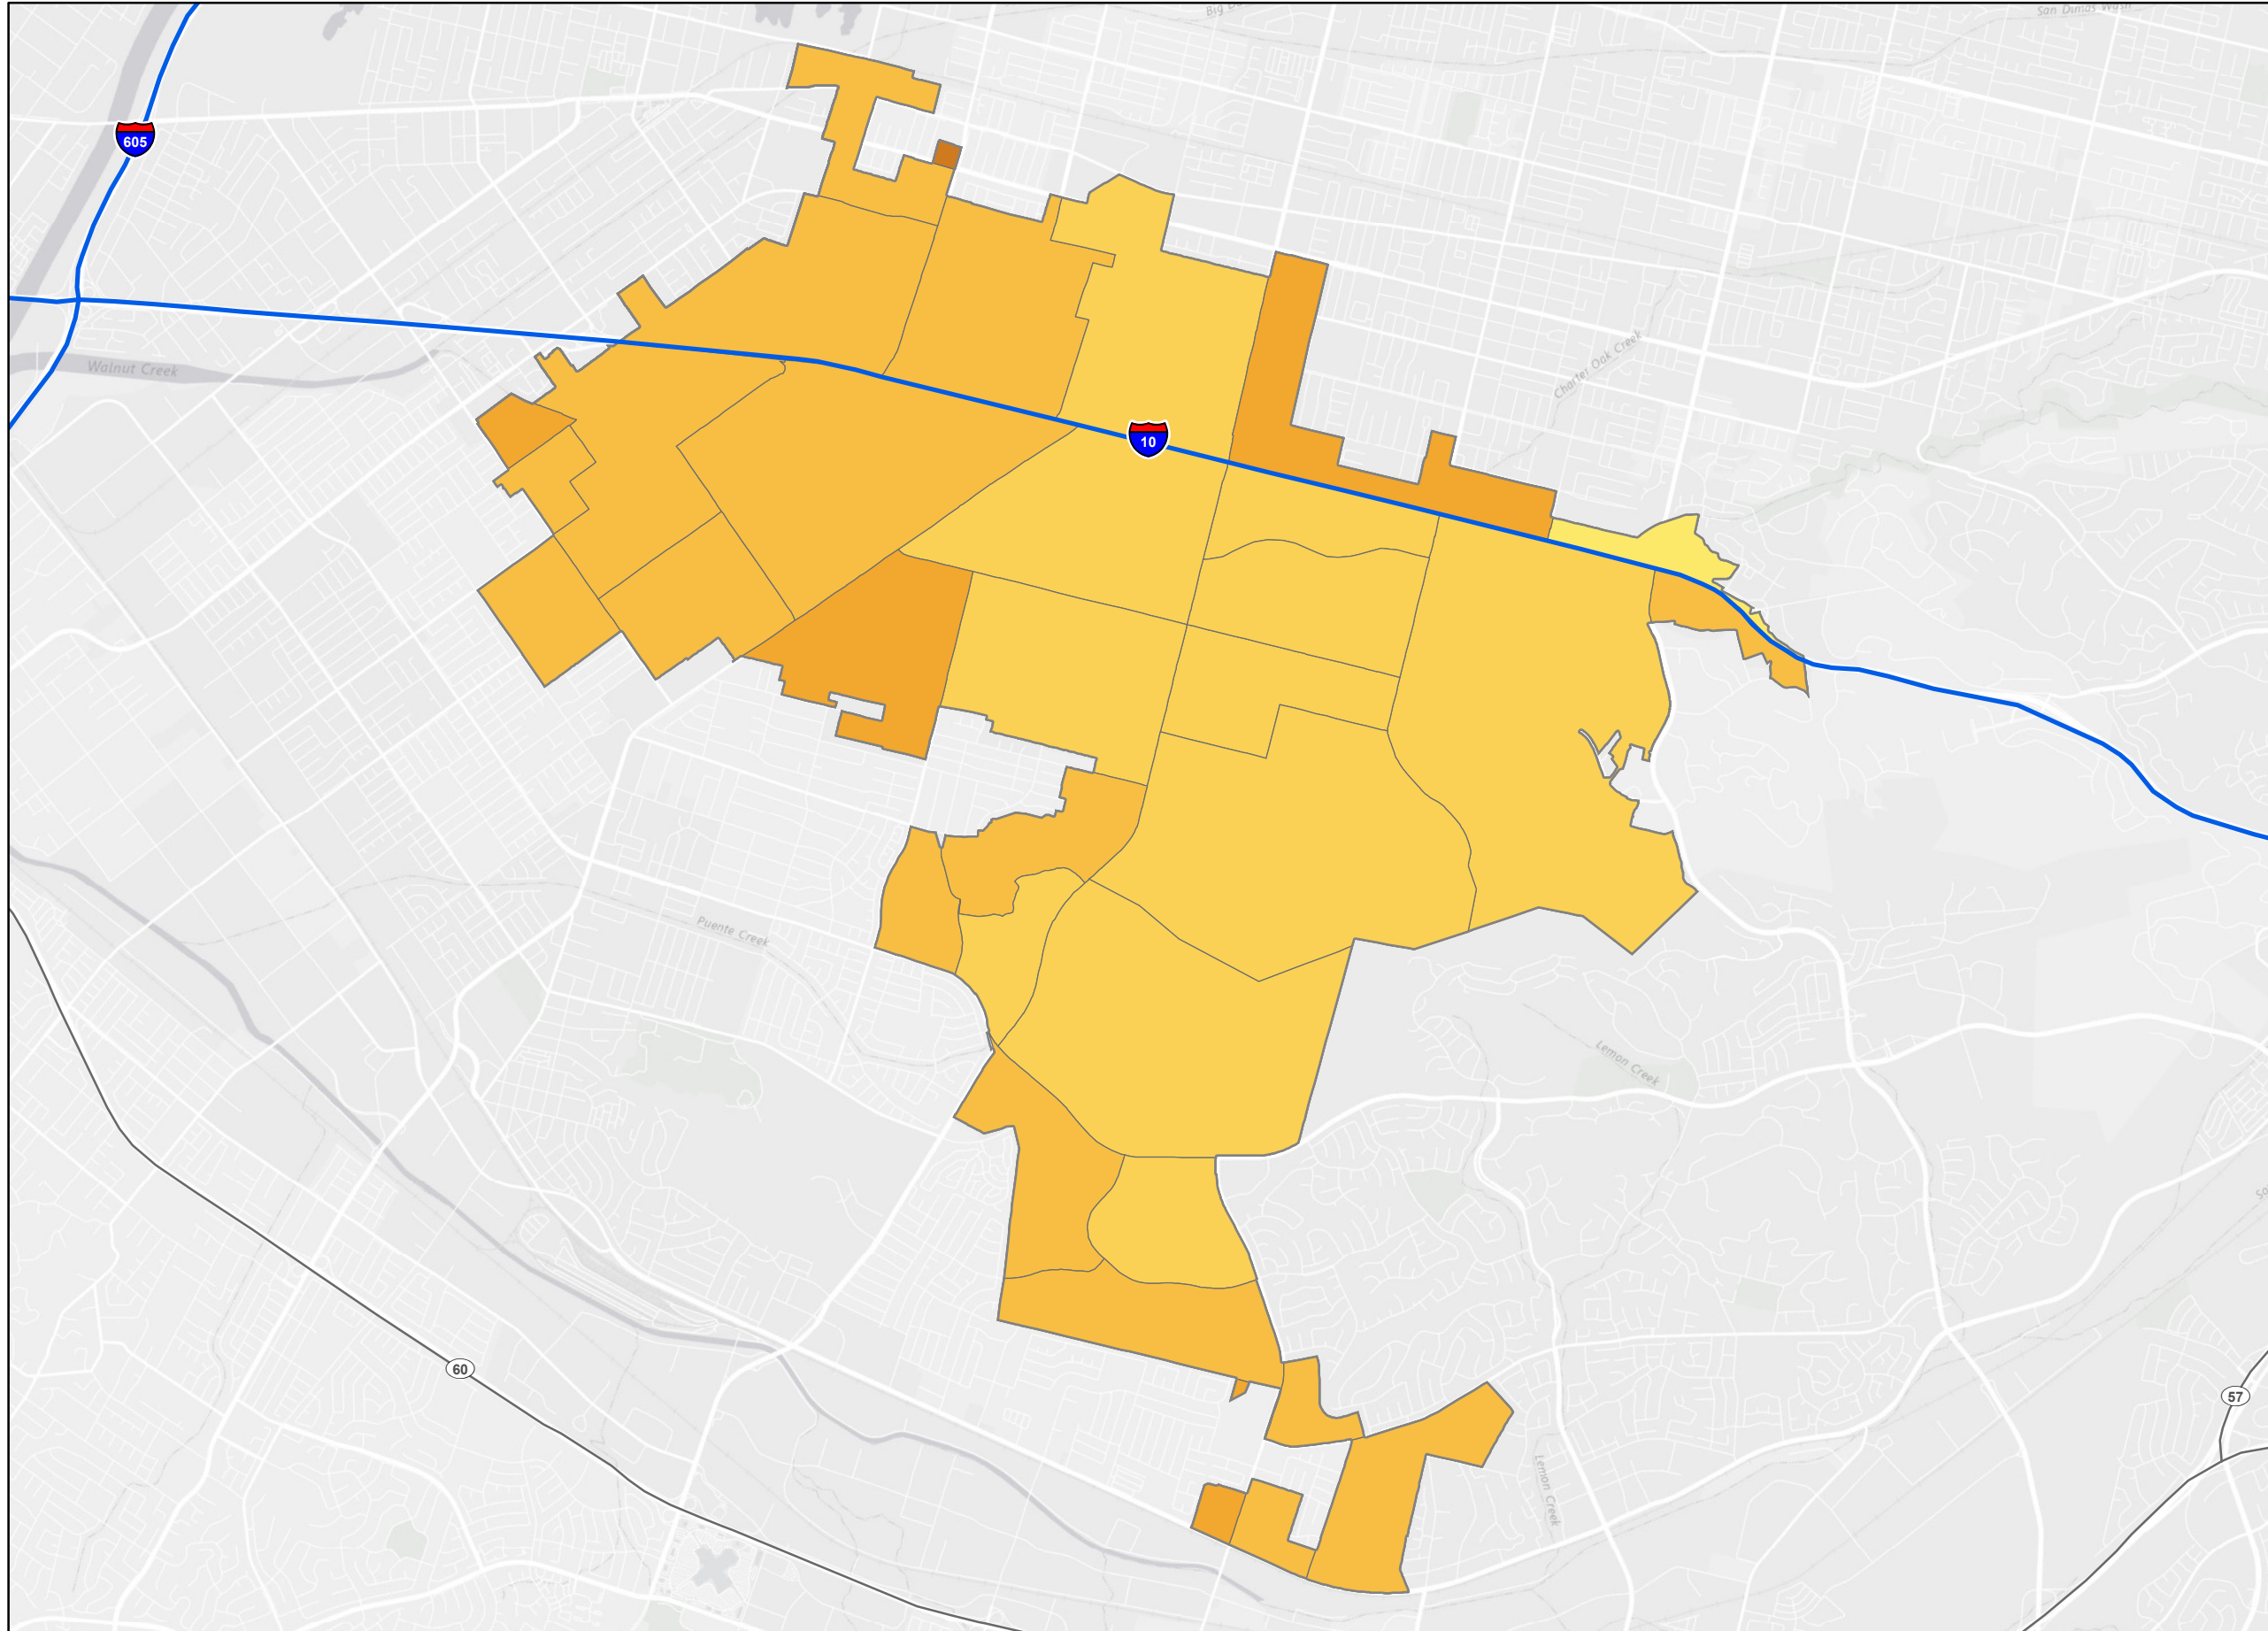 San Dimas Wash
605
Charter Oak Creek
Walnut Creek
10
Puente Creek
Lemon Creek
60
57
Lemon Creek